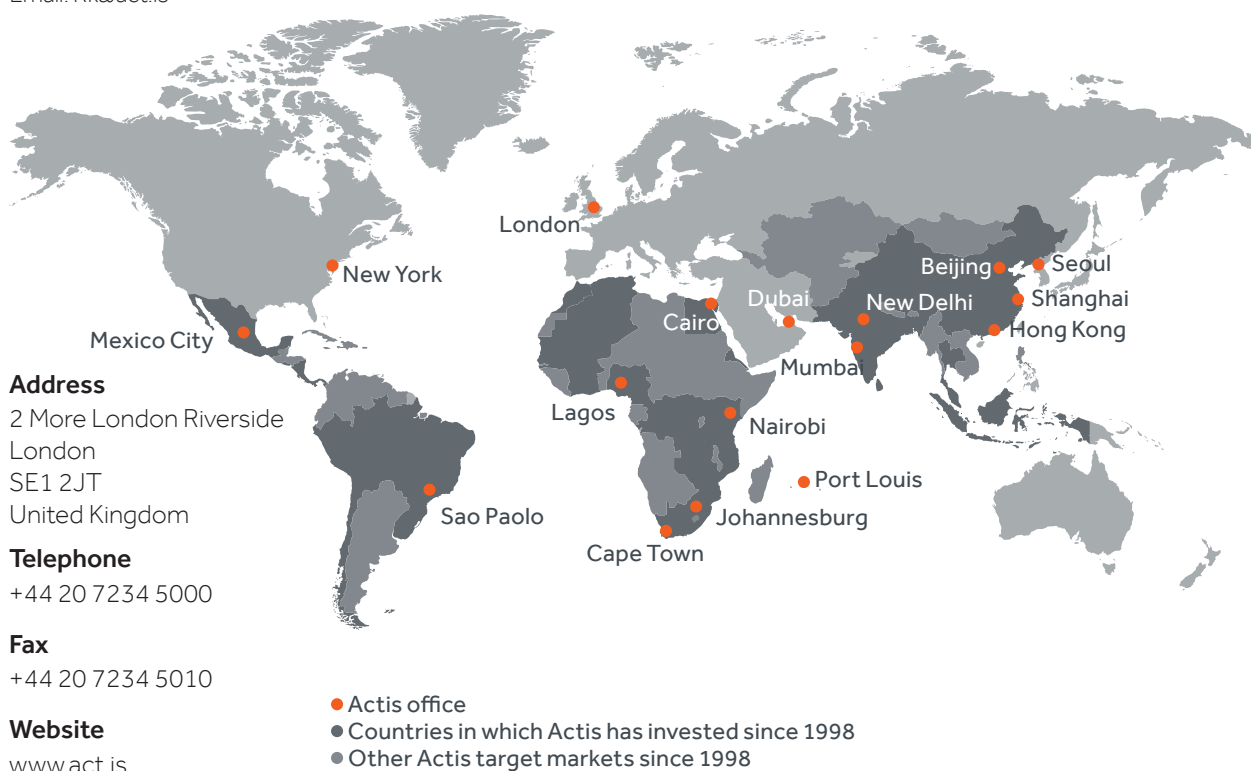 London
New York
Mexico City
Cairo
Dubai
Beijing
Seoul
New Delhi
Shanghai
Hong Kong
Mumbai
Lagos
Nairobi
Port Louis
Sao Paolo
Johannesburg
Cape Town
Address
2 More London Riverside
London
SE1 2JT
United Kingdom
Telephone
+44 20 7234 5000
Fax
+44 20 7234 5010
Website
www.act.is
Actis office
Countries in which Actis has invested since 1998
Other Actis target markets since 1998